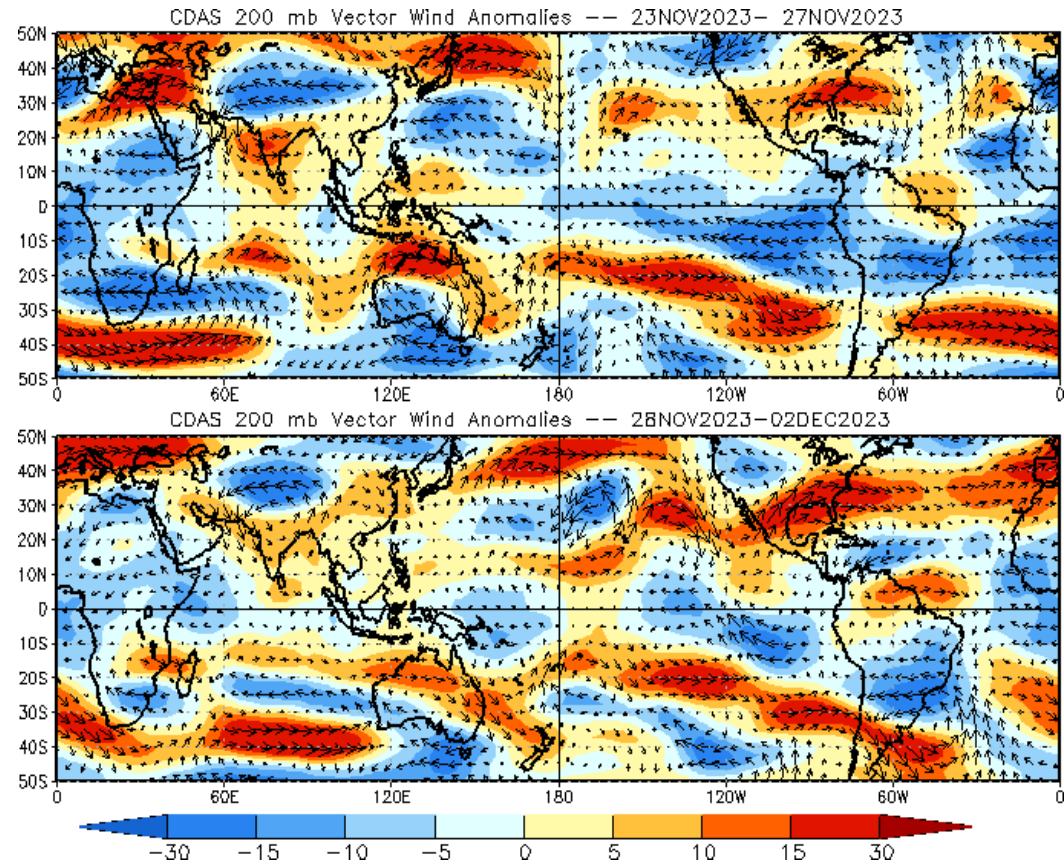 CDAS 200 mb Vector Wind Anomalies -- 23NOV2023- 27NOV2023
50N
40N
30N
20N
10N
0
10S
20S
30S
40S
50S
0 60E 120E 180 120W 60W 0
CDAS 200 mb Vector Wind Anomalies -- 28NOV2023-02DEC2023
50N
40N
30N
20N
10N
0
10S
20S
30S
40S
50S
0 60E 120E 180 120W 60W 0
-30 -15 -10 -5 0 5 10 15 30